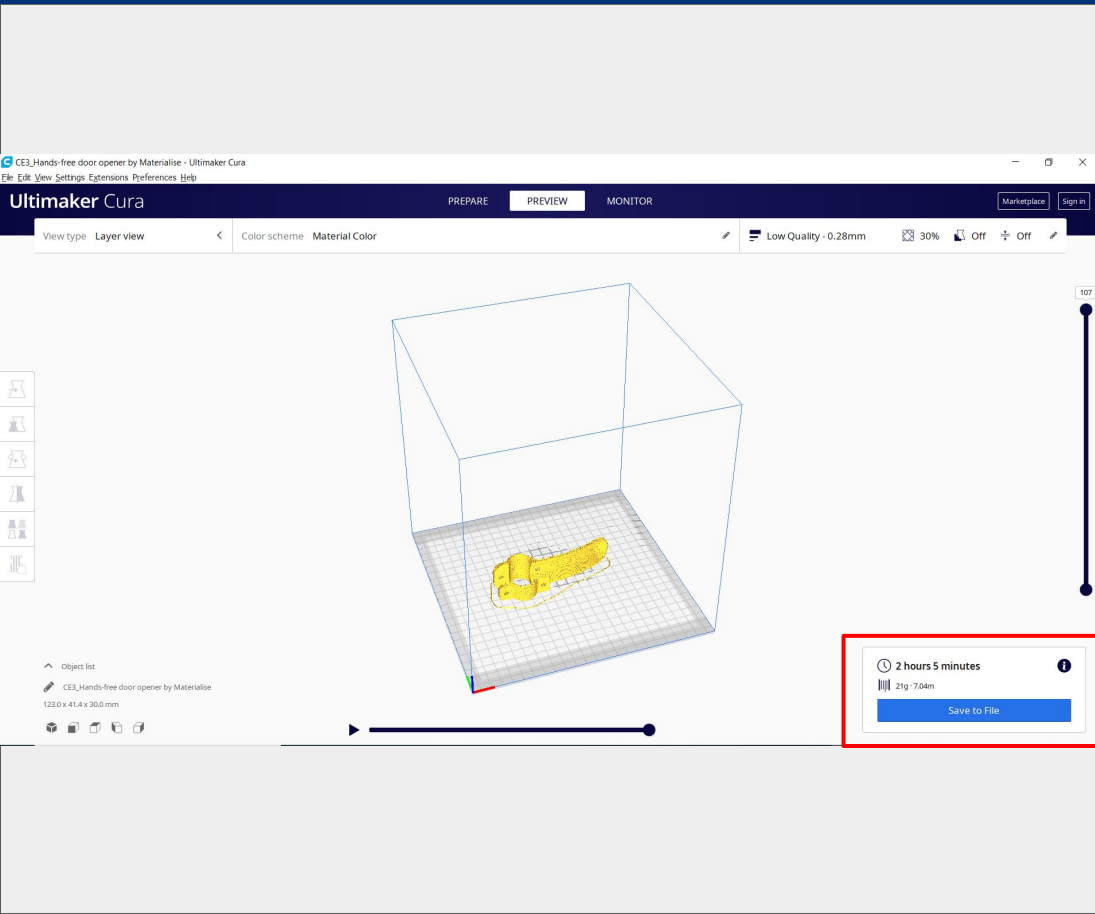 CE3_Hands-free door opener by Materialise - Ultimaker Cura
File Edit View Settings Extensions Preferences Help
Ultimaker Cura
PREPARE PREVIEW MONITOR
Marketplace Sign in
View type Layer view
Color scheme Material Color
Low Quality - 0.28mm 30% Off Off
107
2 hours 5 minutes
21g · 7.04m
Save to File
Object list
CE3_Hands-free door opener by Materialise
123.0 x 41.4 x 30.0 mm